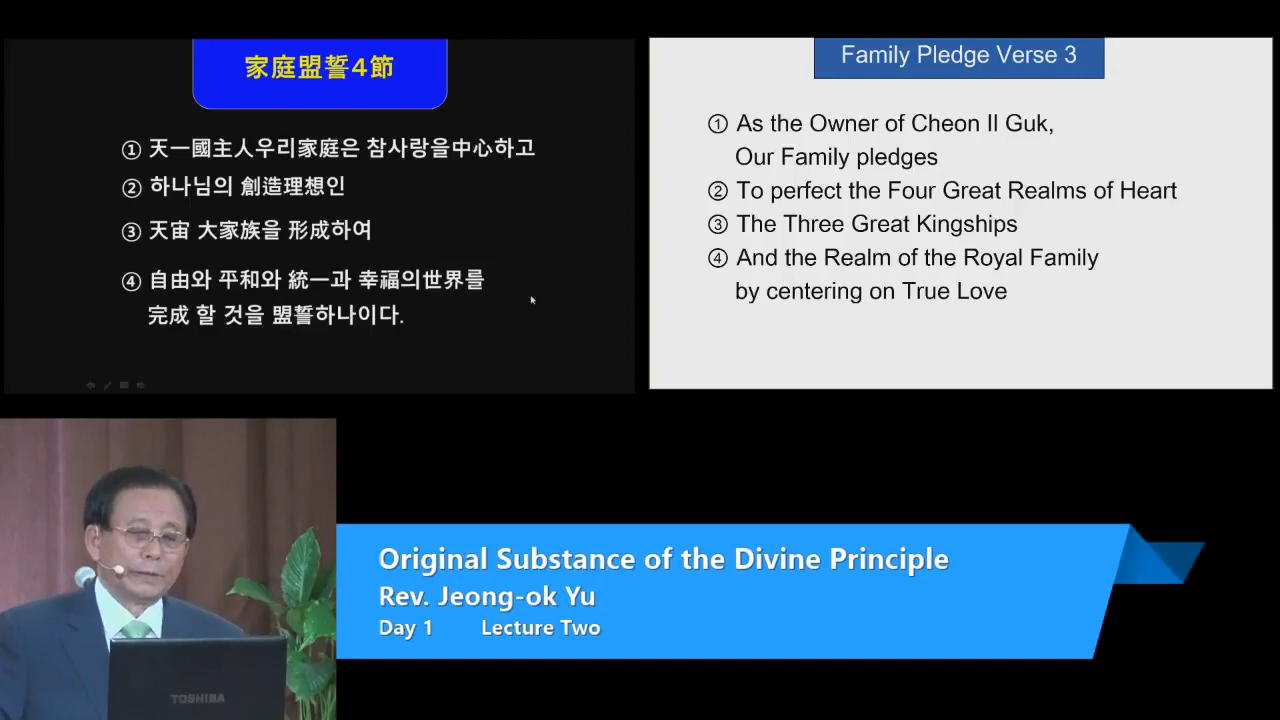 家庭盟誓4節
① 天一國主人우리家庭은 참사랑을中心하고
② 하나님의 創造理想인
③ 天宙 大家族을 形成하여
④ 自由와 平和와 統一과 幸福의世界를
完成 할 것을 盟誓하나이다.
Family Pledge Verse 3
① As the Owner of Cheon Il Guk,
Our Family pledges
② To perfect the Four Great Realms of Heart
③ The Three Great Kingships
④ And the Realm of the Royal Family
by centering on True Love
Original Substance of the Divine Principle
Rev. Jeong-ok Yu
Day 1 Lecture Two
TOSHIBA